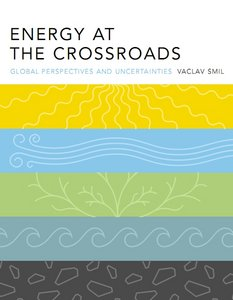 ENERGY AT
THE CROSSROADS
GLOBAL PERSPECTIVES AND UNCERTAINTIES VACLAV SMIL